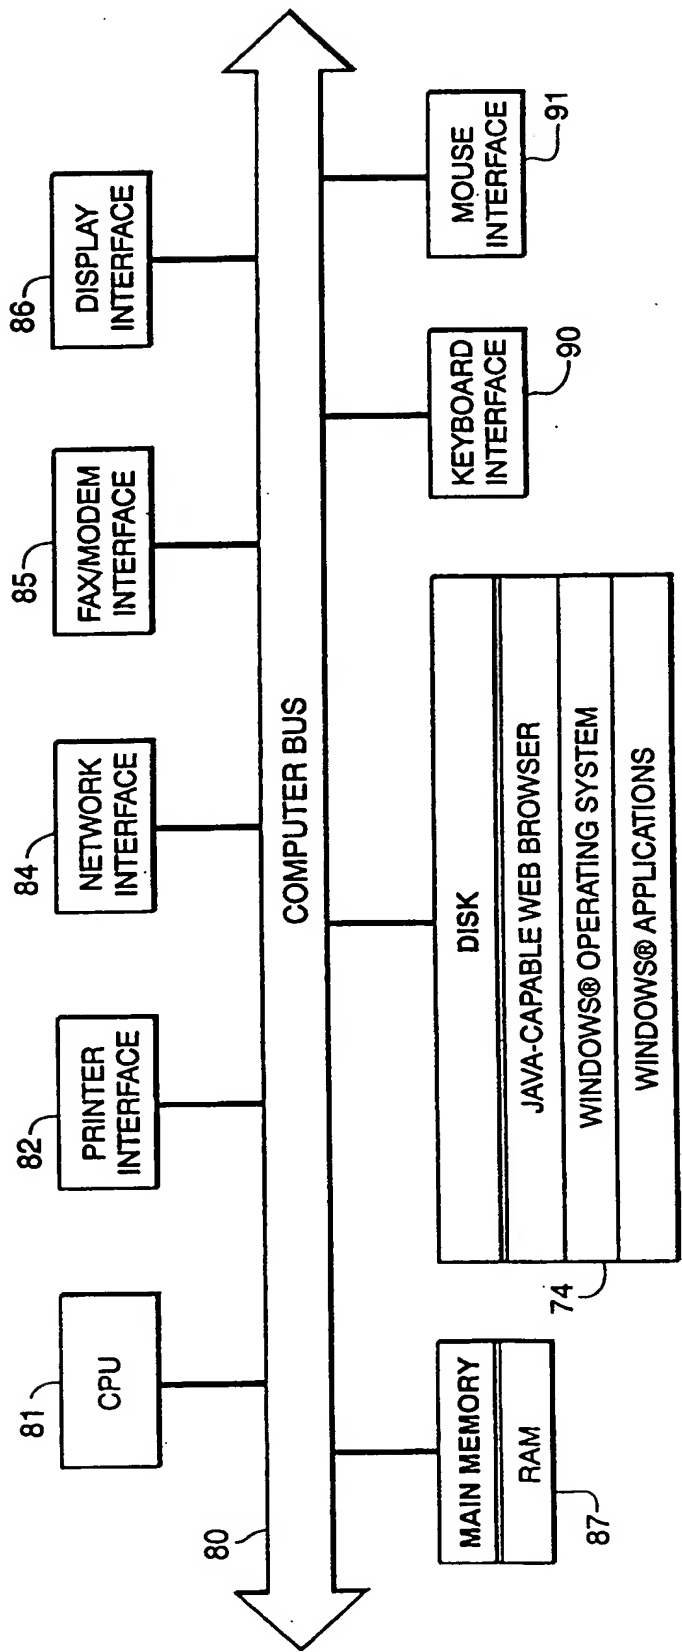 81
CPU
82
PRINTER
INTERFACE
84
NETWORK
INTERFACE
85
FAX/MODEM
INTERFACE
86
DISPLAY
INTERFACE
80
COMPUTER BUS
MAIN MEMORY
RAM
87
DISK
JAVA-CAPABLE WEB BROWSER
WINDOWS® OPERATING SYSTEM
WINDOWS® APPLICATIONS
74
KEYBOARD
INTERFACE
90
MOUSE
INTERFACE
91